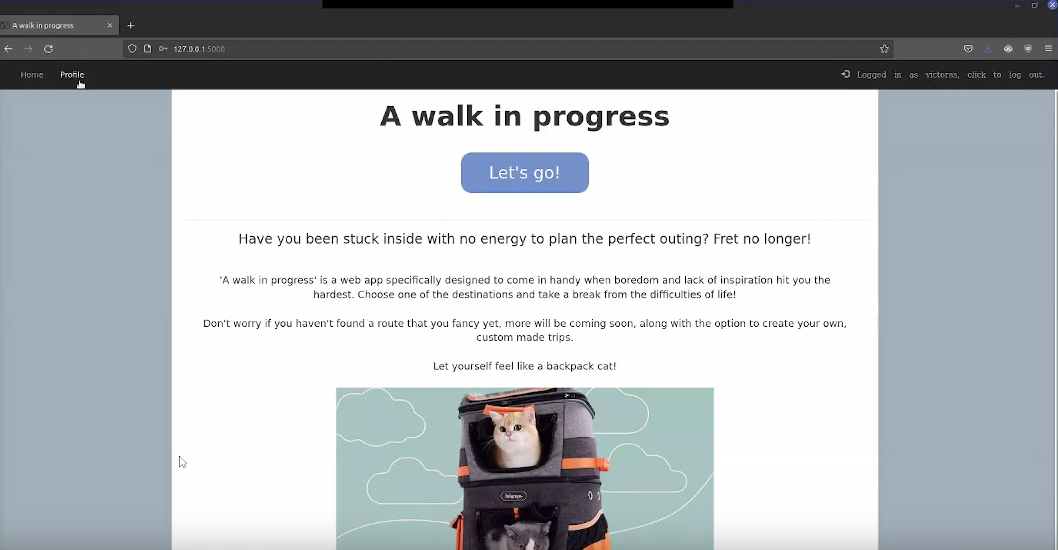 A walk in progress
127.0.0.1:5000
Home Profile Logged in as victoras, click to log out.
A walk in progress
Let's go!
Have you been stuck inside with no energy to plan the perfect outing? Fret no longer!
'A walk in progress' is a web app specifically designed to come in handy when boredom and lack of inspiration hit you the
hardest. Choose one of the destinations and take a break from the difficulties of life!
Don't worry if you haven't found a route that you fancy yet, more will be coming soon, along with the option to create your own,
custom made trips.
Let yourself feel like a backpack cat!